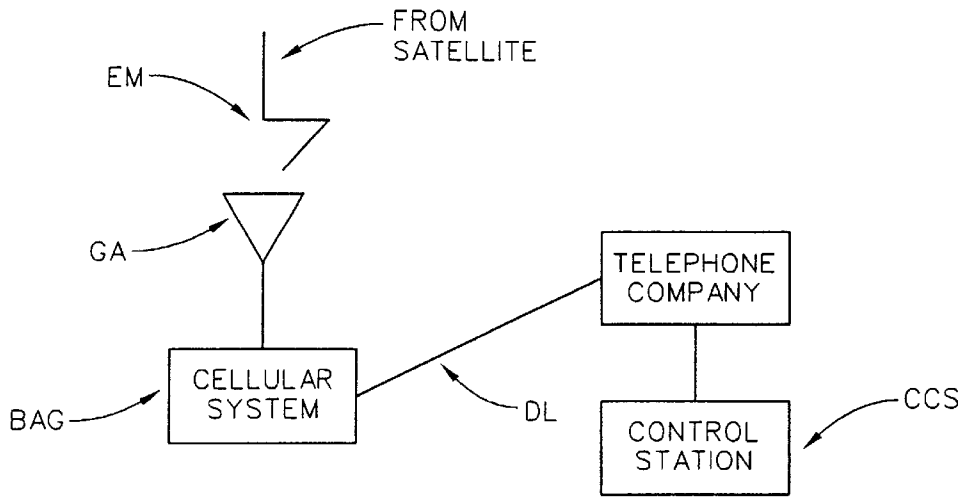 FROM
SATELLITE
EM
GA
TELEPHONE
COMPANY
CELLULAR
SYSTEM
BAG
DL
CCS
CONTROL
STATION